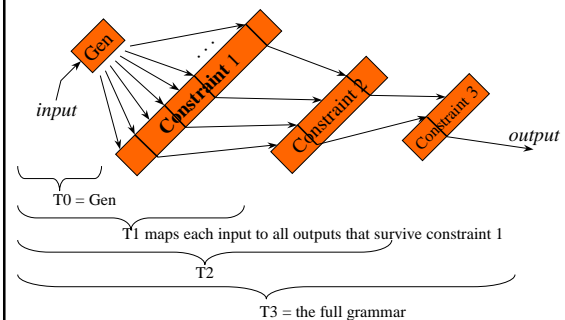 Gen
. . .
Constraint 1
input
Constraint 2
Constraint 3
output
T0 = Gen
T1 maps each input to all outputs that survive constraint 1
T2
T3 = the full grammar